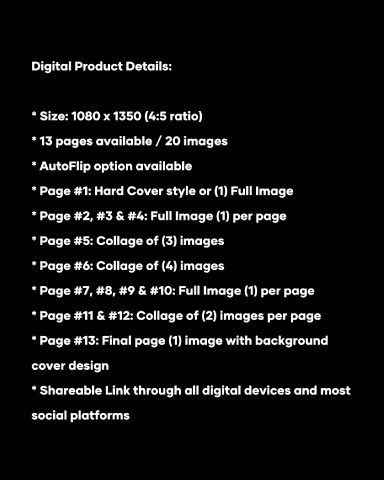 Digital Product Details:
* Size: 1080 x 1350 (4:5 ratio)
* 13 pages available / 20 images
* AutoFlip option available
* Page #1: Hard Cover style or (1) Full Image
* Page #2, #3 & #4: Full Image (1) per page
* Page #5: Collage of (3) images
* Page #6: Collage of (4) images
* Page #7, #8, #9 & #10: Full Image (1) per page
* Page #11 & #12: Collage of (2) images per page
* Page #13: Final page (1) image with background
cover design
* Shareable Link through all digital devices and most
social platforms